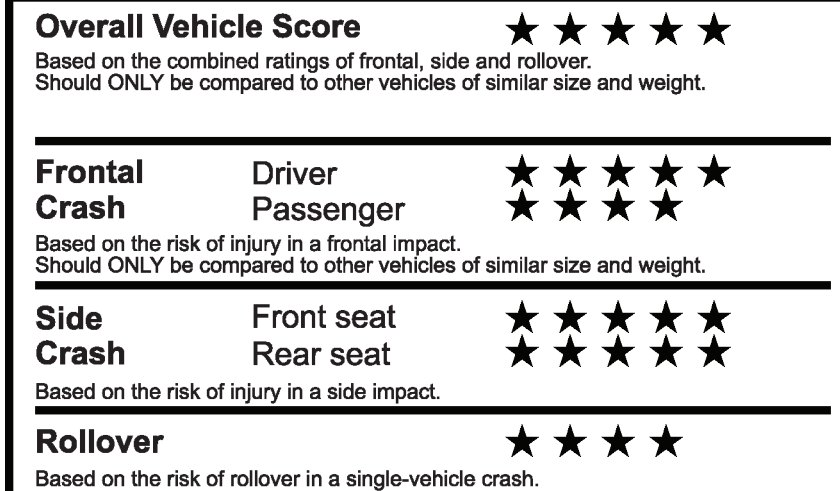 Overall Vehicle Score ★ ★ ★ ★ ★
Based on the combined ratings of frontal, side and rollover.
Should ONLY be compared to other vehicles of similar size and weight.
Frontal Driver ★ ★ ★ ★ ★
Crash Passenger ★ ★ ★ ★
Based on the risk of injury in a frontal impact.
Should ONLY be compared to other vehicles of similar size and weight.
Side Front seat ★ ★ ★ ★ ★
Crash Rear seat ★ ★ ★ ★ ★
Based on the risk of injury in a side impact.
Rollover ★ ★ ★ ★
Based on the risk of rollover in a single-vehicle crash.